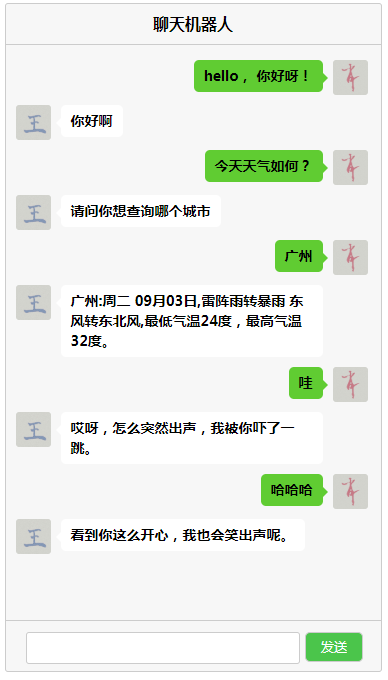 聊天机器人
hello， 你好呀！
王
你好啊
今天天气如何？
王
请问你想查询哪个城市
广州
王
广州:周二 09月03日,雷阵雨转暴雨 东
风转东北风,最低气温24度，最高气温
32度。
哇
王
哎呀，怎么突然出声，我被你吓了一
跳。
哈哈哈
王
看到你这么开心，我也会笑出声呢。
发送